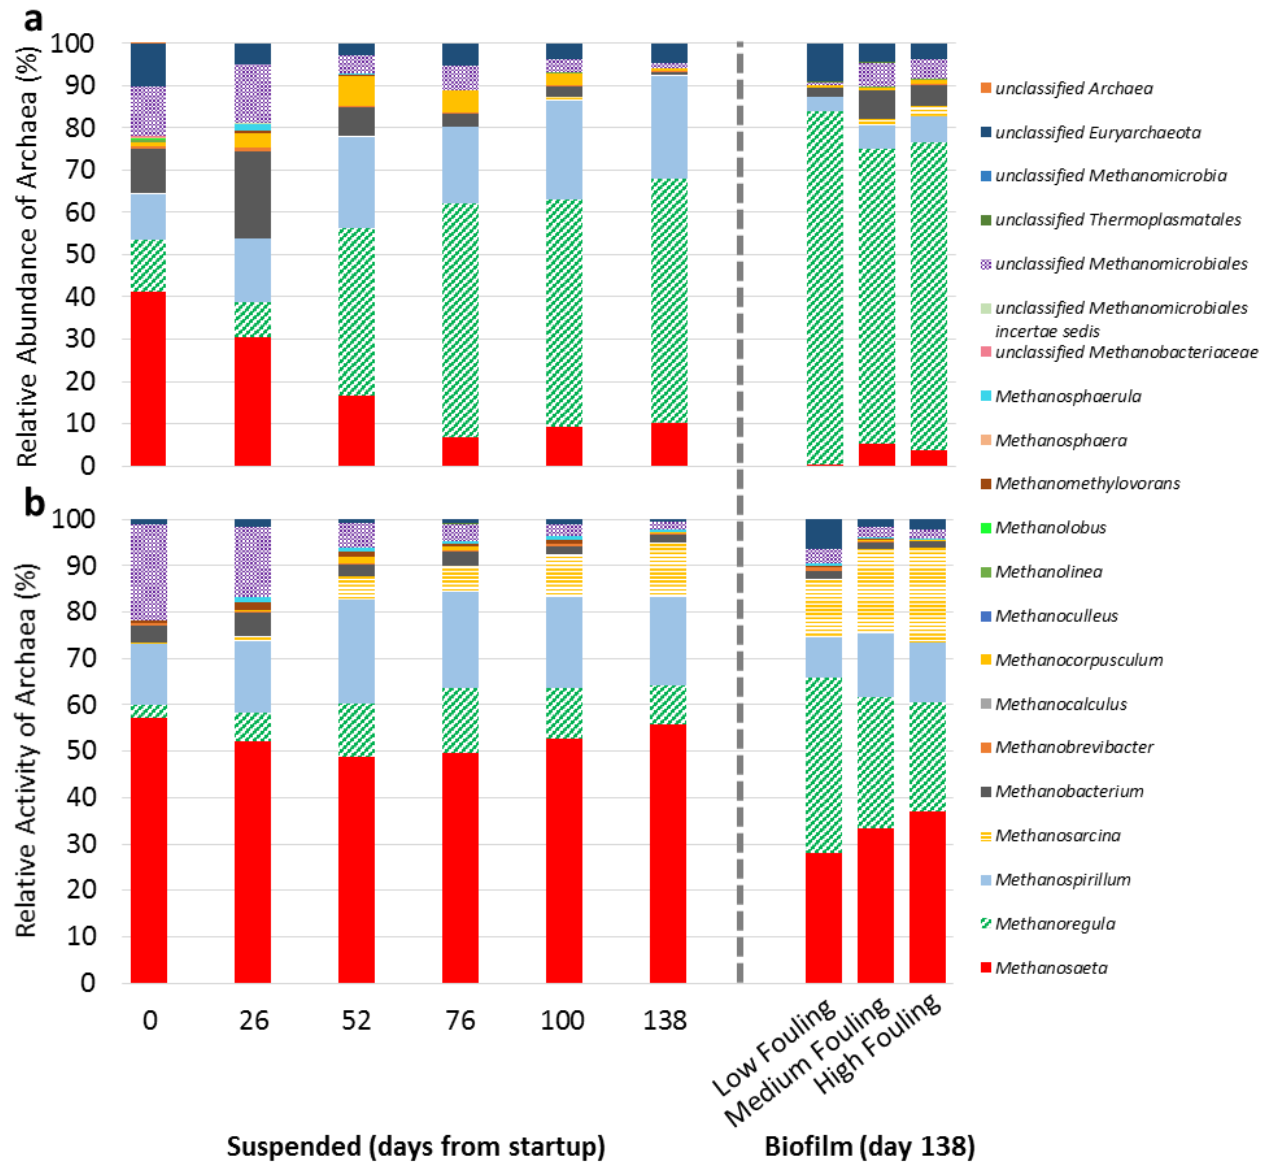 a
Relative Abundance of Archaea (%)
100
90
80
70
60
50
40
30
20
10
0
b
Relative Activity of Archaea (%)
100
90
80
70
60
50
40
30
20
10
0
0 26 52 76 100 138
Low Fouling
Medium Fouling
High Fouling
Suspended (days from startup)
Biofilm (day 138)
unclassified Archaea
unclassified Euryarchaeota
unclassified Methanomicrobia
unclassified Thermoplasmatales
unclassified Methanomicrobiales
unclassified Methanomicrobiales
incertae sedis
unclassified Methanobacteriaceae
Methanosphaerula
Methanosphaera
Methanomethylovorans
Methanolobus
Methanolinea
Methanoculleus
Methanocorpusculum
Methanocalculus
Methanobrevibacter
Methanobacterium
Methanosarcina
Methanospirillum
Methanoregula
Methanosaeta